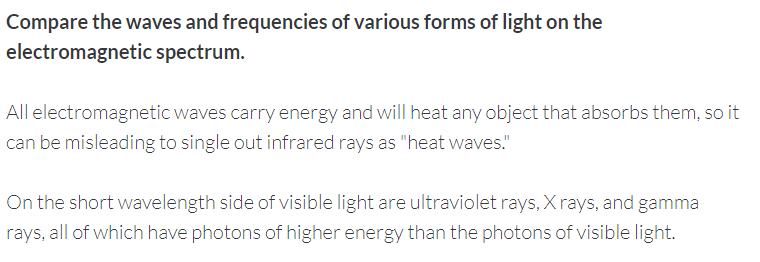 Compare the waves and frequencies of various forms of light on the
electromagnetic spectrum.
All electromagnetic waves carry energy and will heat any object that absorbs them, so it
can be misleading to single out infrared rays as "heat waves."
On the short wavelength side of visible light are ultraviolet rays, X rays, and gamma
rays, all of which have photons of higher energy than the photons of visible light.